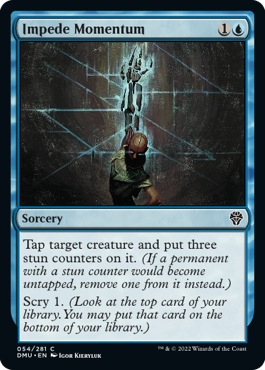 Impede Momentum 1
Sorcery
Tap target creature and put three
stun counters on it. (If a permanent
with a stun counter would become
untapped, remove one from it instead.)
Scry 1. (Look at the top card of your
library. You may put that card on the
bottom of your library.)
054/281 C
DMU • EN IGOR KIERYLUK
™ & © 2022 Wizards of the Coast